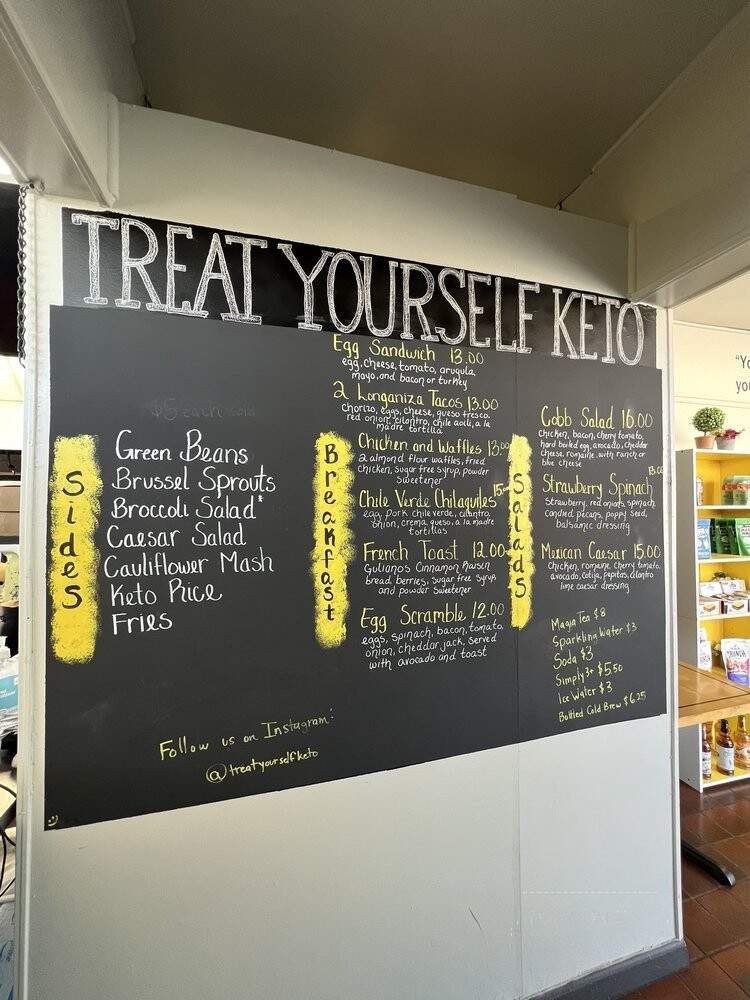 TREAT YOURSELF KETO
$5 each
Sides
Green Beans
Brussel Sprouts
Broccoli Salad*
Caesar Salad
Cauliflower Mash
Keto Rice
Fries
Follow us on Instagram:
@treatyourselfketo
Breakfast
Egg Sandwich 13.00
egg, cheese, tomato, arugula,
mayo, and bacon or turkey
2 Longaniza Tacos 13.00
chorizo, eggs, cheese, queso fresco,
red onion, cilantro, chile aoili, a la
madre tortilla
Chicken and Waffles 13.00
2 almond flour waffles, fried
chicken, sugar free syrup, powder
sweetener
Chile Verde Chilaquiles 15
egg, pork chile verde, cilantro,
onion, crema, queso, a la madre
tortillas
French Toast 12.00
Gulianos Cinnamon
bread, berries, sugar free syrup
and powder sweetener
Egg Scramble 12.00
eggs, spinach, bacon, tomato,
onion, cheddar jack, served
with avocado and toast
Salads
Cobb Salad 16.00
chicken, bacon, cherry tomato,
hard boiled egg, avocado, cheddar
cheese, romaine, with ranch or
blue cheese
Strawberry Spinach 13.00
strawberry, red onions, spinach,
candied pecans, poppy seed,
balsamic dressing
Mexican Caesar 15.00
chicken, romaine, cherry tomato,
avocado, cotija, pepitas, cilantro
lime caesar dressing
Magia Tea $8
Sparkling Water $3
Soda $3
Simply 3+ $5.50
Ice Water $3
Bottled Cold Brew $6.25
"Yo
you